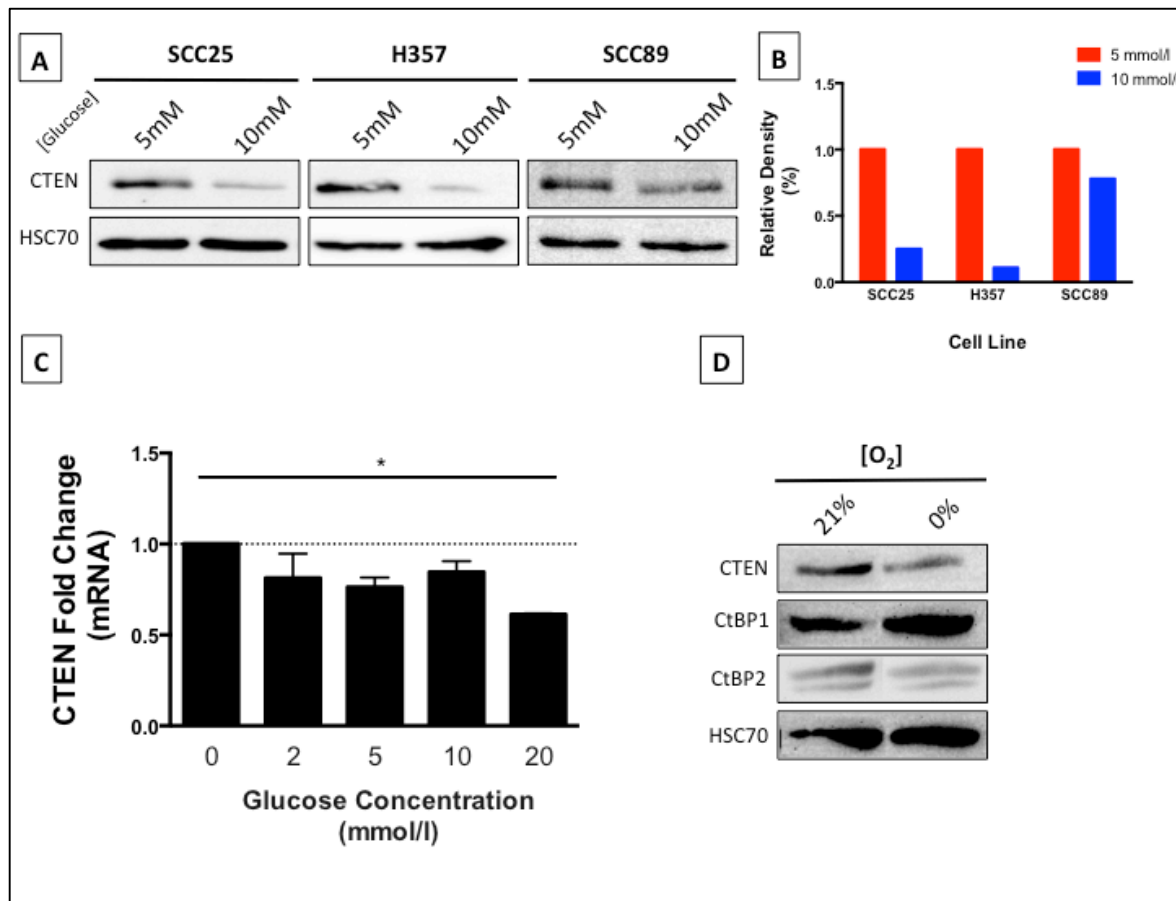 A
SCC25
H357
SCC89
[Glucose]
5mM
10mM
5mM
10mM
5mM
10mM
CTEN
HSC70
B
5 mmol/l
10 mmol/
1.5
1.0
0.5
0.0
Relative Density
(%)
SCC25
H357
SCC89
Cell Line
C
*
1.5
1.0
0.5
0.0
CTEN Fold Change
(mRNA)
0
2
5
10
20
Glucose Concentration
(mmol/l)
D
[O₂]
21%
0%
CTEN
CtBP1
CtBP2
HSC70